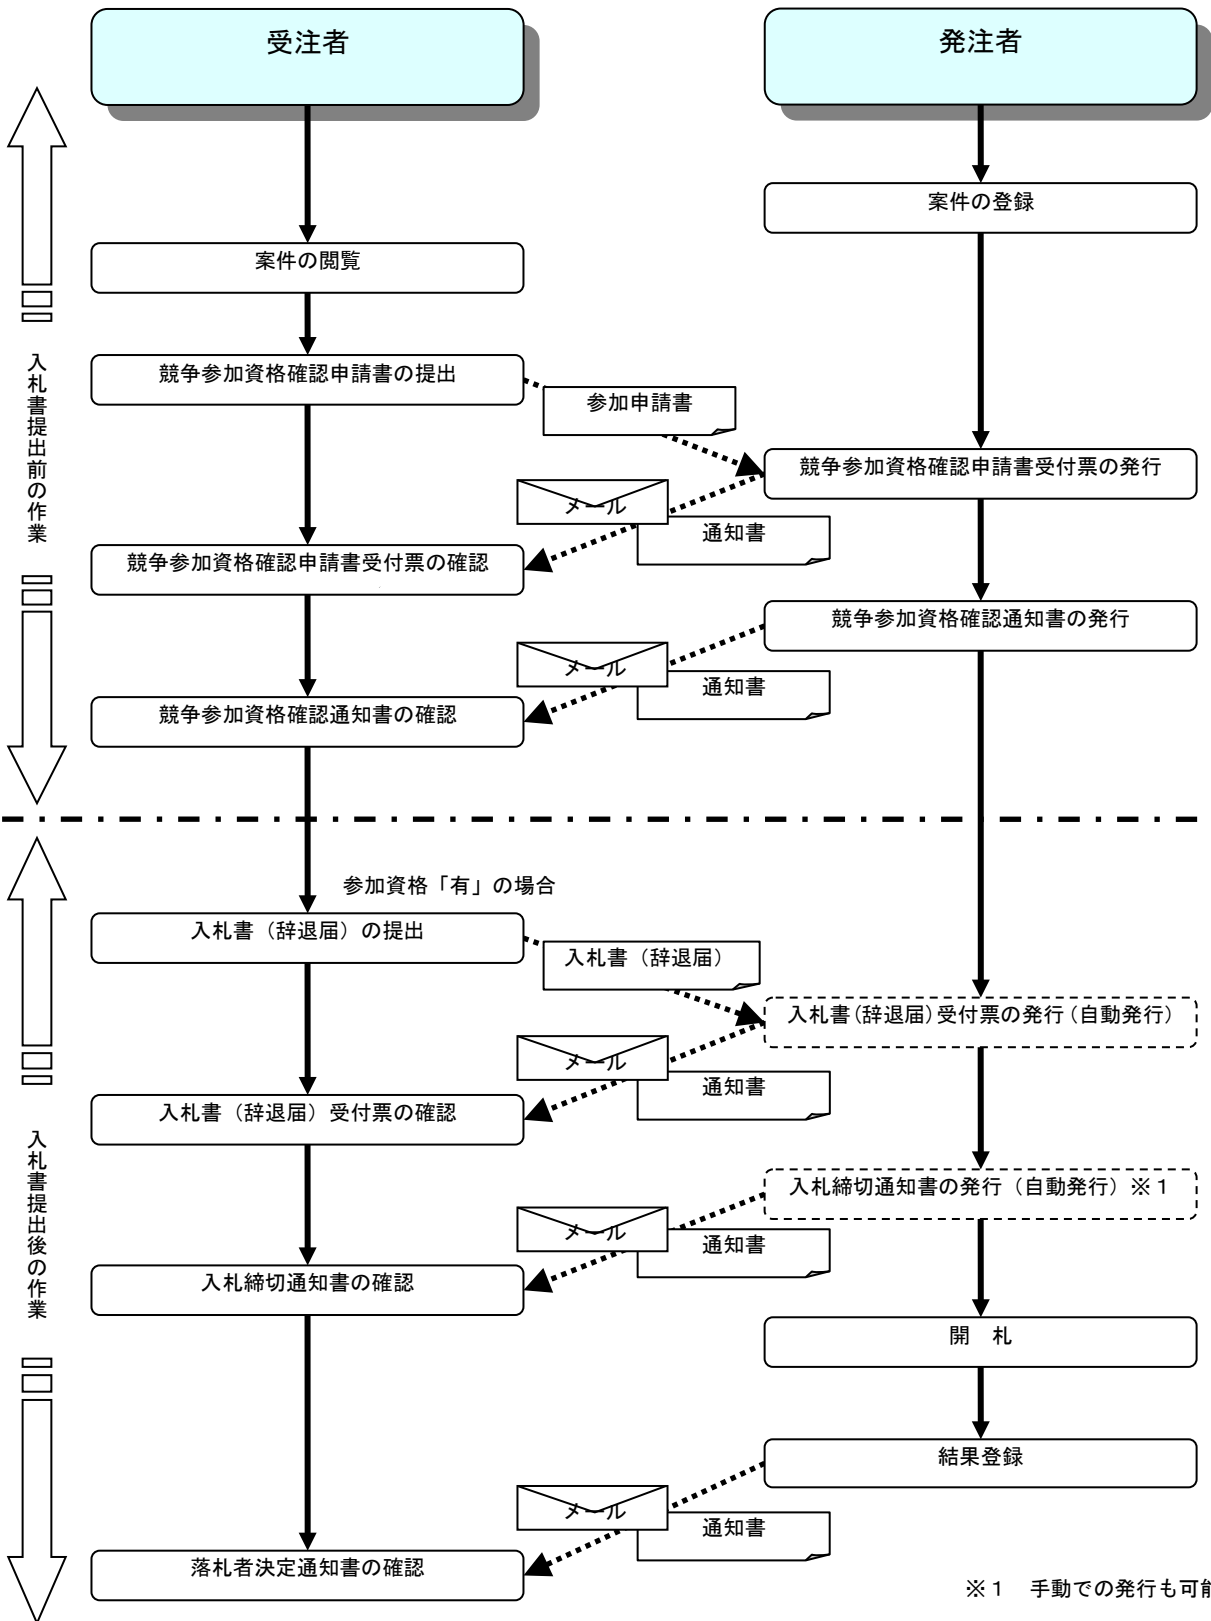 受注者
発注者
案件の登録
案件の閲覧
競争参加資格確認申請書の提出
参加申請書
競争参加資格確認申請書受付票の発行
メール
通知書
競争参加資格確認申請書受付票の確認
競争参加資格確認通知書の発行
メール
通知書
競争参加資格確認通知書の確認
入札書提出前の作業
参加資格「有」の場合
入札書（辞退届）の提出
入札書（辞退届）
入札書(辞退届)受付票の発行(自動発行)
メール
通知書
入札書（辞退届）受付票の確認
入札締切通知書の発行（自動発行）※１
メール
通知書
入札締切通知書の確認
開　札
結果登録
メール
通知書
落札者決定通知書の確認
入札書提出後の作業
※１　手動での発行も可能